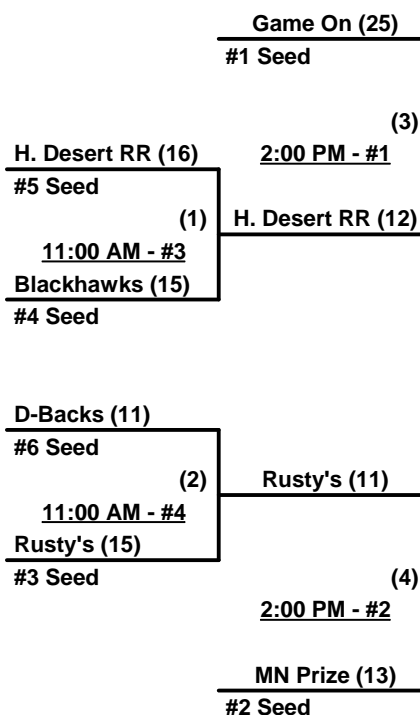 Game On (25)
#1 Seed
(3)
2:00 PM - #1
H. Desert RR (16)
#5 Seed
(1)
H. Desert RR (12)
11:00 AM - #3
Blackhawks (15)
#4 Seed
D-Backs (11)
#6 Seed
(2)
Rusty's (11)
11:00 AM - #4
Rusty's (15)
#3 Seed
(4)
2:00 PM - #2
MN Prize (13)
#2 Seed